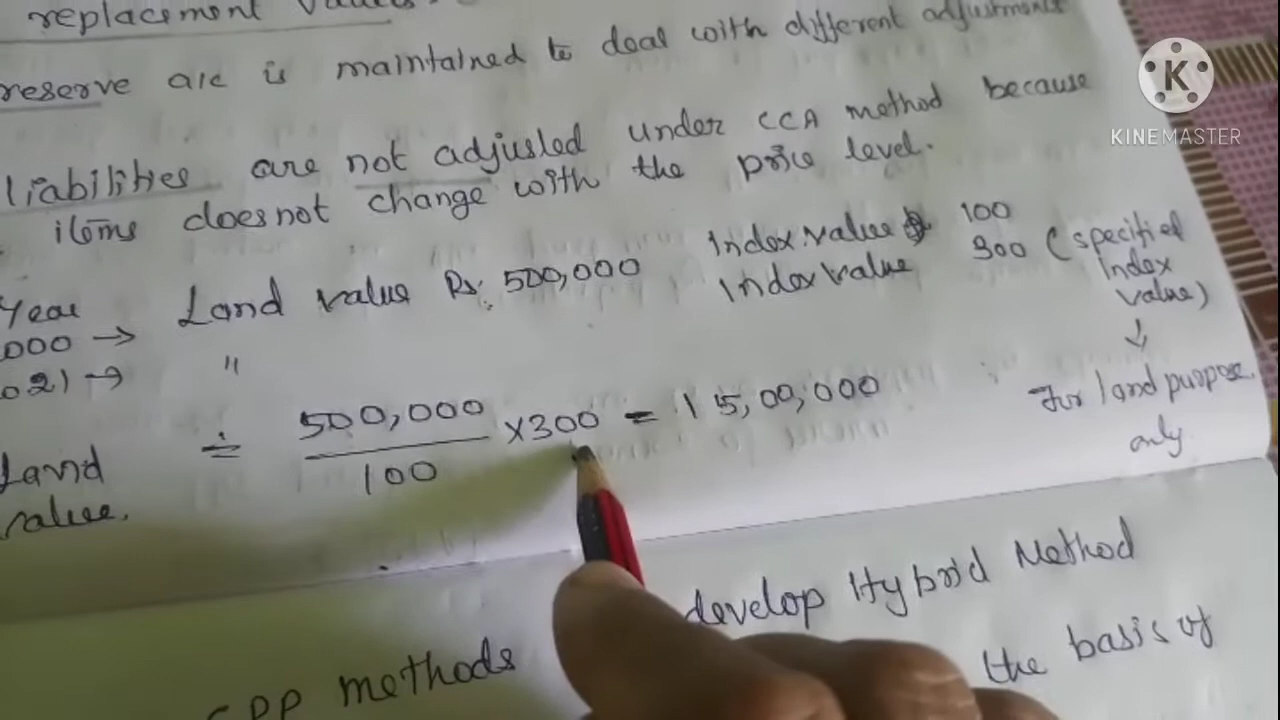 replacement values.
reserve a/c is maintained to deal with different adjustments
liabilities are not adjusted under CCA method because
items does not change with the price level.
Year Land value Rs. 500,000 Index value 100
000 → " Index value 300 (specified
021) → Index
value)
↓
Land value. = 500,000 / 100 × 300 = 15,00,000
For land purpose
only
CPP methods develop Hybrid Method
the basis of
K
KINEMASTER